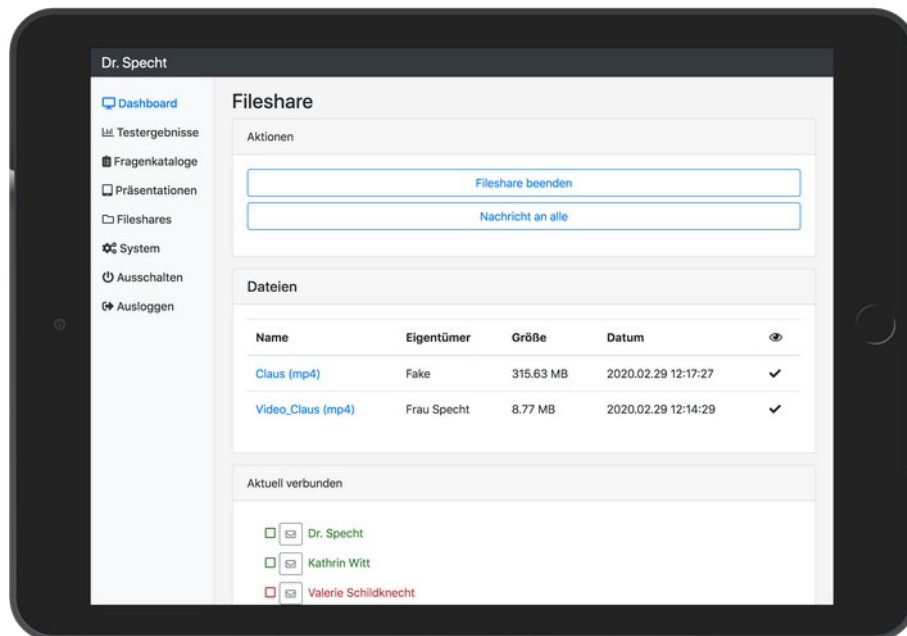 Dr. Specht
Dashboard
Testergebnisse
Fragenkataloge
Präsentationen
Fileshares
System
Ausschalten
Ausloggen
Fileshare
Aktionen
Fileshare beenden
Nachricht an alle
Dateien
Name Eigentümer Größe Datum
Claus (mp4) Fake 315.63 MB 2020.02.29 12:17:27
Video_Claus (mp4) Frau Specht 8.77 MB 2020.02.29 12:14:29
Aktuell verbunden
Dr. Specht
Kathrin Witt
Valerie Schildknecht